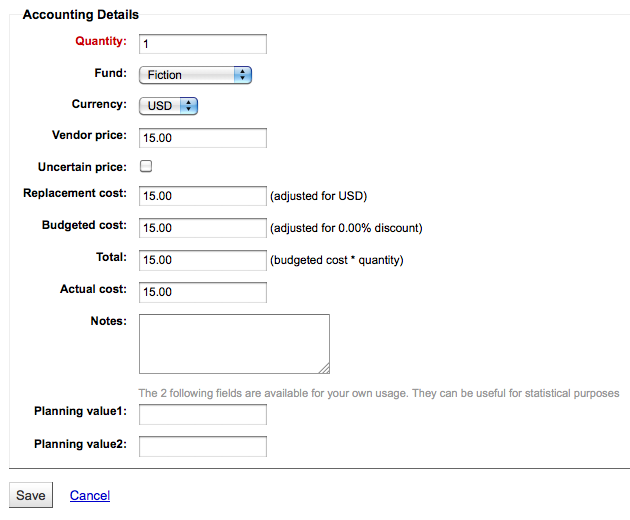 Accounting Details
Quantity: 1
Fund: Fiction
Currency: USD
Vendor price: 15.00
Uncertain price:
Replacement cost: 15.00 (adjusted for USD)
Budgeted cost: 15.00 (adjusted for 0.00% discount)
Total: 15.00 (budgeted cost * quantity)
Actual cost: 15.00
Notes:
The 2 following fields are available for your own usage. They can be useful for statistical purposes
Planning value1:
Planning value2:
Save Cancel